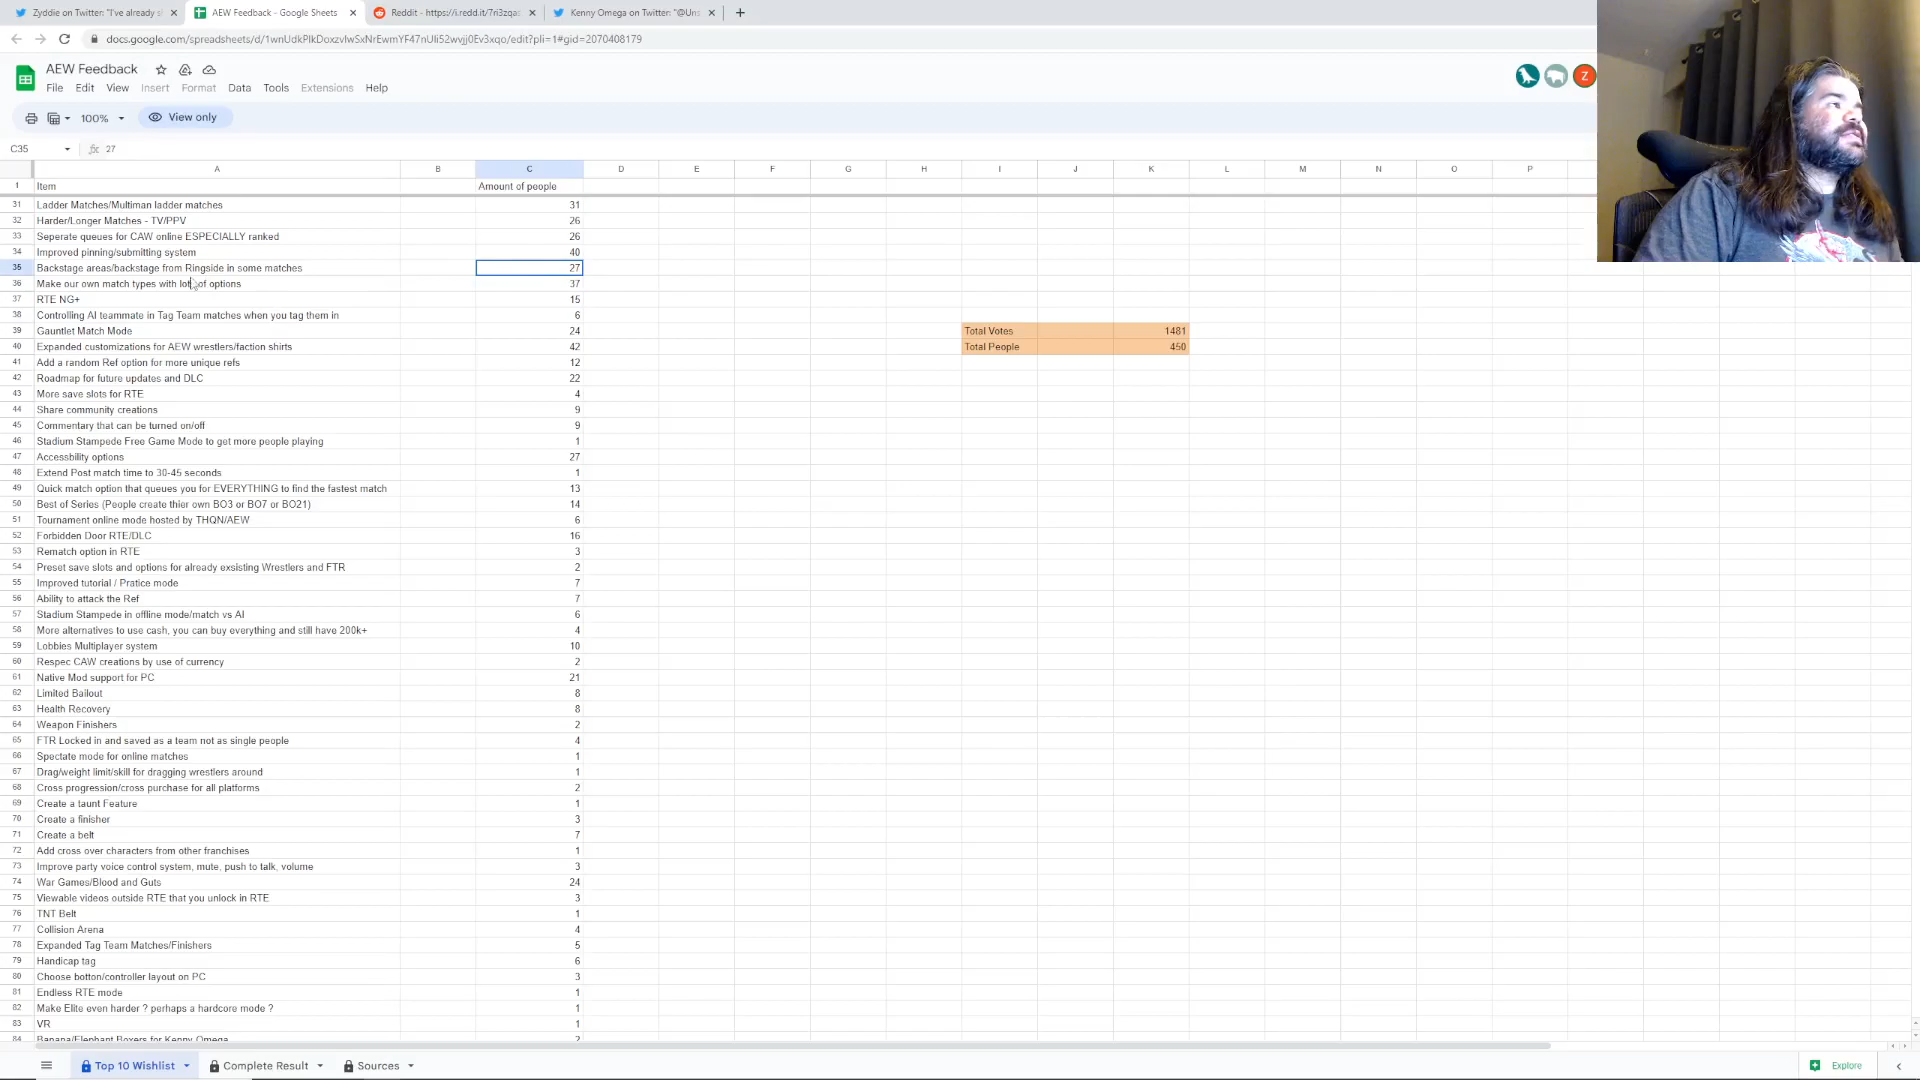 Zyddie on Twitter: "I've already s
AEW Feedback - Google Sheets
Reddit - https://i.redd.it/7ri3zqa
Kenny Omega on Twitter: "@Uns
AEW Feedback
File Edit View Insert Format Data Tools Extensions Help
100%
View only
Z
C35
fx 27
A B C D E F G H I J K L M N O P
1 Item Amount of people
31 Ladder Matches/Multiman ladder matches 31
32 Harder/Longer Matches - TV/PPV 26
33 Seperate queues for CAW online ESPECIALLY ranked 26
34 Improved pinning/submitting system 40
35 Backstage areas/backstage from Ringside in some matches 27
36 Make our own match types with lots of options 37
37 RTE NG+ 15
38 Controlling AI teammate in Tag Team matches when you tag them in 6
39 Gauntlet Match Mode 24 Total Votes 1481
40 Expanded customizations for AEW wrestlers/faction shirts 42 Total People 450
41 Add a random Ref option for more unique refs 12
42 Roadmap for future updates and DLC 22
43 More save slots for RTE 4
44 Share community creations 9
45 Commentary that can be turned on/off 9
46 Stadium Stampede Free Game Mode to get more people playing 1
47 Accessbility options 27
48 Extend Post match time to 30-45 seconds 1
49 Quick match option that queues you for EVERYTHING to find the fastest match 13
50 Best of Series (People create thier own BO3 or BO7 or BO21) 14
51 Tournament online mode hosted by THQN/AEW 6
52 Forbidden Door RTE/DLC 16
53 Rematch option in RTE 3
54 Preset save slots and options for already exsisting Wrestlers and FTR 2
55 Improved tutorial / Pratice mode 7
56 Ability to attack the Ref 7
57 Stadium Stampede in offline mode/match vs AI 6
58 More alternatives to use cash, you can buy everything and still have 200k+ 4
59 Lobbies Multiplayer system 10
60 Respec CAW creations by use of currency 2
61 Native Mod support for PC 21
62 Limited Bailout 8
63 Health Recovery 8
64 Weapon Finishers 2
65 FTR Locked in and saved as a team not as single people 4
66 Spectate mode for online matches 1
67 Drag/weight limit/skill for dragging wrestlers around 1
68 Cross progression/cross purchase for all platforms 2
69 Create a taunt Feature 1
70 Create a finisher 3
71 Create a belt 7
72 Add cross over characters from other franchises 1
73 Improve party voice control system, mute, push to talk, volume 3
74 War Games/Blood and Guts 24
75 Viewable videos outside RTE that you unlock in RTE 3
76 TNT Belt 1
77 Collision Arena 4
78 Expanded Tag Team Matches/Finishers 5
79 Handicap tag 6
80 Choose botton/controller layout on PC 3
81 Endless RTE mode 1
82 Make Elite even harder ? perhaps a hardcore mode ? 1
83 VR 1
84 Banana/Elephant Boxers for Kenny Omega 2
Top 10 Wishlist Complete Result Sources Explore